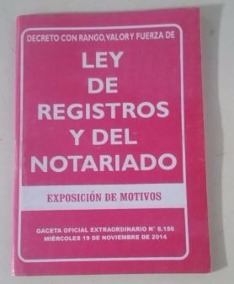 DECRETO CON RANGO, VALOR Y FUERZA DE
LEY
DE
REGISTROS
Y DEL
NOTARIADO
EXPOSICIÓN DE MOTIVOS
GACETA OFICIAL EXTRAORDINARIO N° 6.156
MIÉRCOLES 19 DE NOVIEMBRE DE 2014